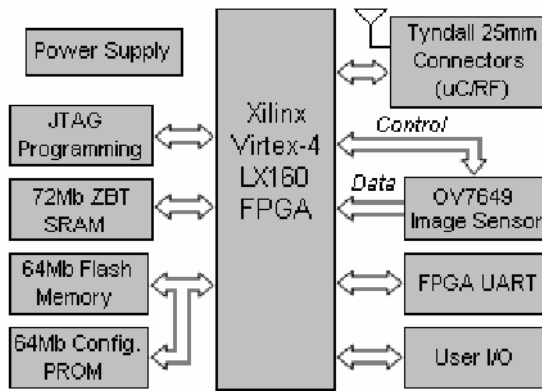 Power Supply
JTAG
Programming
72Mb ZBT
SRAM
64Mb Flash
Memory
64Mb Config.
PROM
Xilinx
Virtex-4
LX160
FPGA
Tyndall 25mm
Connectors
(uC/RF)
Control
Data
OV7649
Image Sensor
FPGA UART
User I/O